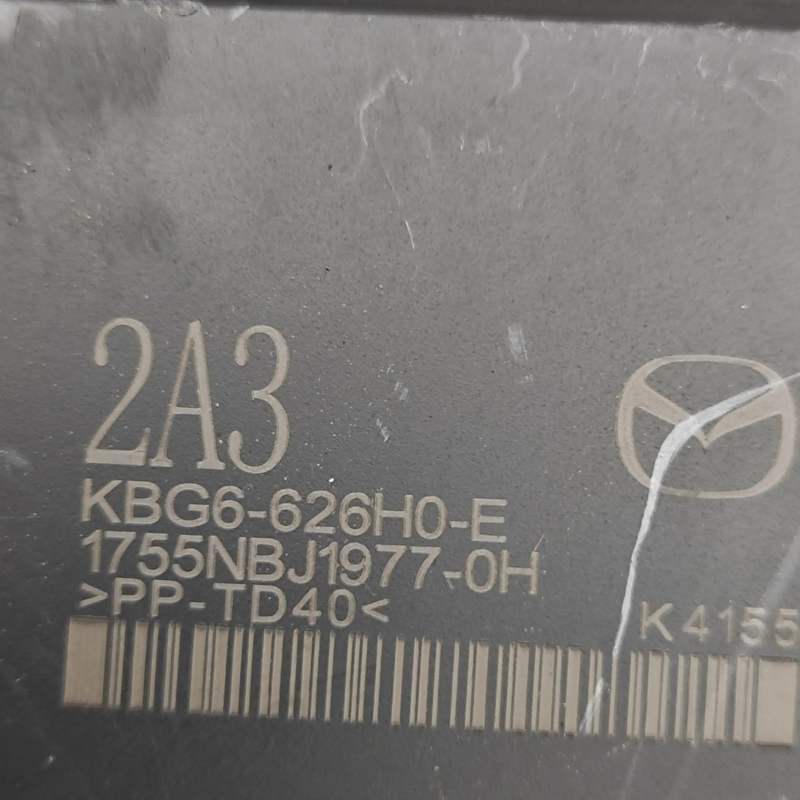 2A3
KBG6-626H0-E
1755NBJ1977-0H
>PP-TD40<
K4155